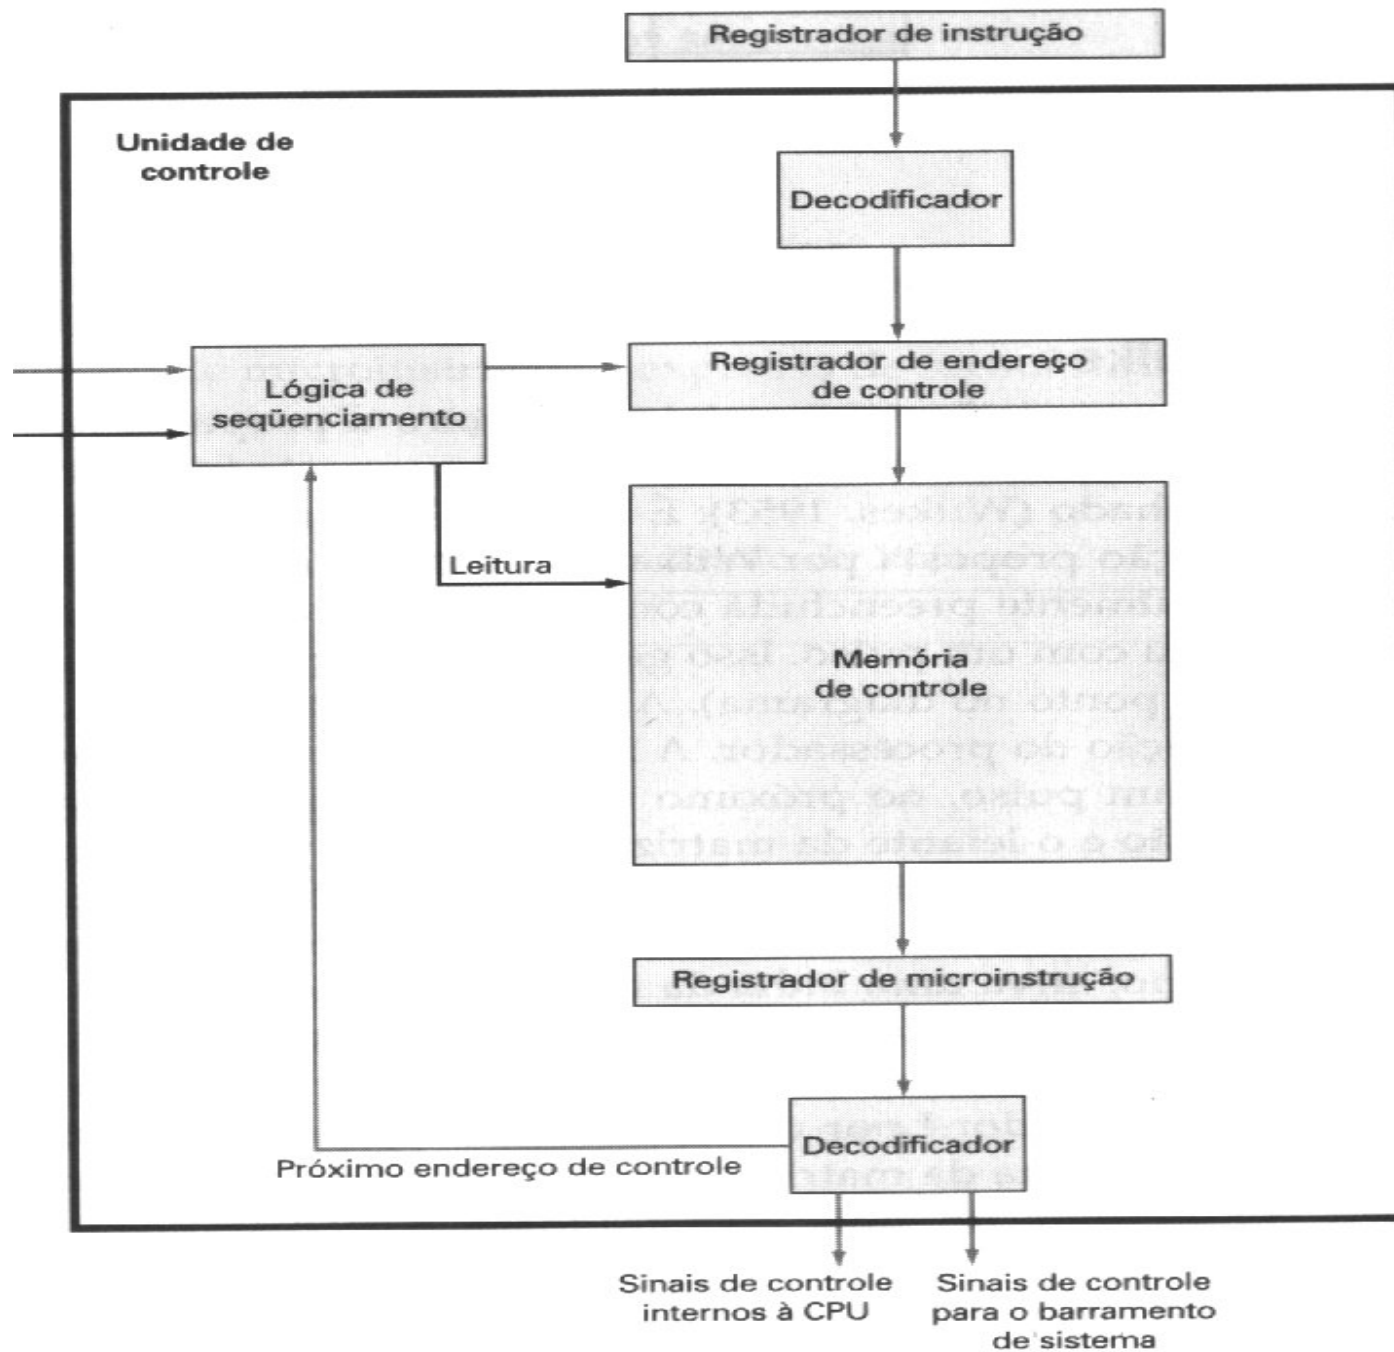 Registrador de instrução
Unidade de
controle
Decodificador
Lógica de
seqüenciamento
Registrador de endereço
de controle
Leitura
Memória
de controle
Registrador de microinstrução
Decodificador
Próximo endereço de controle
Sinais de controle
internos à CPU
Sinais de controle
para o barramento
de sistema